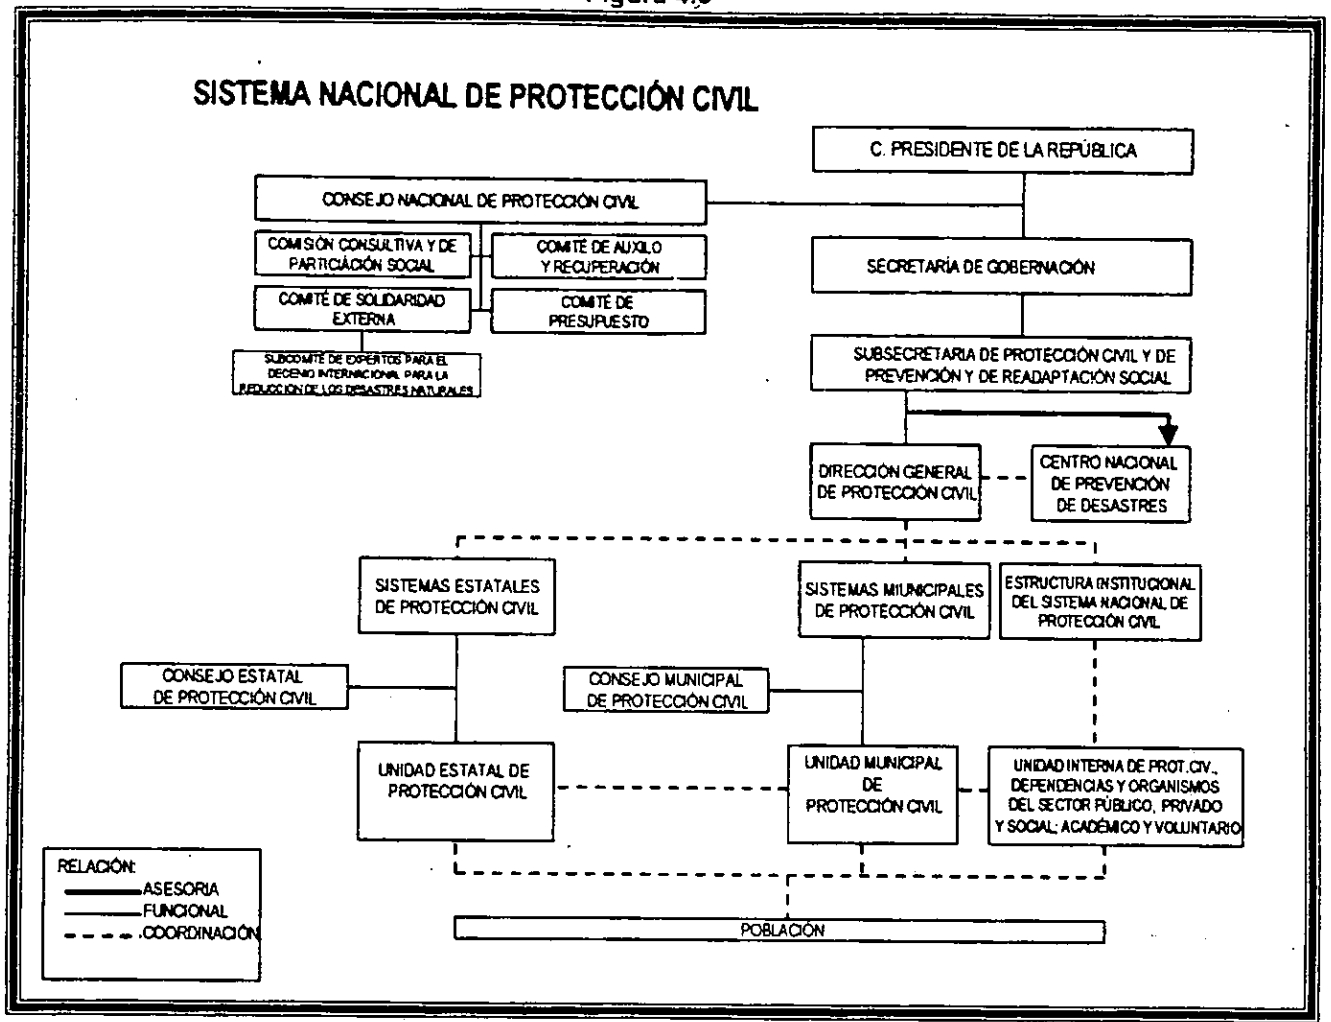 SISTEMA NACIONAL DE PROTECCIÓN CIVIL
C. PRESIDENTE DE LA REPÚBLICA
CONSEJO NACIONAL DE PROTECCIÓN CIVIL
COMISIÓN CONSULTIVA Y DE
PARTICIACIÓN SOCIAL
COMITÉ DE AUXILO
Y RECUPERACIÓN
SECRETARÍA DE GOBERNACIÓN
COMITÉ DE SOLIDARIDAD
EXTERNA
COMITÉ DE
PRESUPUESTO
SUBCOMITÉ DE EXPERTOS PARA EL
DECENIO INTERNACIONAL PARA LA
REDUCCIÓN DE LOS DESASTRES NATURALES
SUBSECRETARIA DE PROTECCIÓN CIVIL Y DE
PREVENCIÓN Y DE READAPTACIÓN SOCIAL
DIRECCIÓN GENERAL
DE PROTECCIÓN CIVIL
CENTRO NACIONAL
DE PREVENCIÓN
DE DESASTRES
SISTEMAS ESTATALES
DE PROTECCIÓN CIVIL
SISTEMAS MIUNICIPALES
DE PROTECCIÓN CIVIL
ESTRUCTURA INSTITUCIONAL
DEL SISTEMA NACIONAL DE
PROTECCIÓN CIVIL
CONSEJO ESTATAL
DE PROTECCIÓN CIVIL
CONSEJO MUNICIPAL
DE PROTECCIÓN CIVIL
UNIDAD ESTATAL DE
PROTECCIÓN CIVIL
UNIDAD MUNICIPAL
DE
PROTECCIÓN CIVIL
UNIDAD INTERNA DE PROT.CIV.,
DEPENDENCIAS Y ORGANISMOS
DEL SECTOR PÚBLICO, PRIVADO
Y SOCIAL; ACADÉMICO Y VOLUNTARIO
RELACIÓN:
ASESORIA
FUNCIONAL
COORDINACIÓN
POBLACIÓN